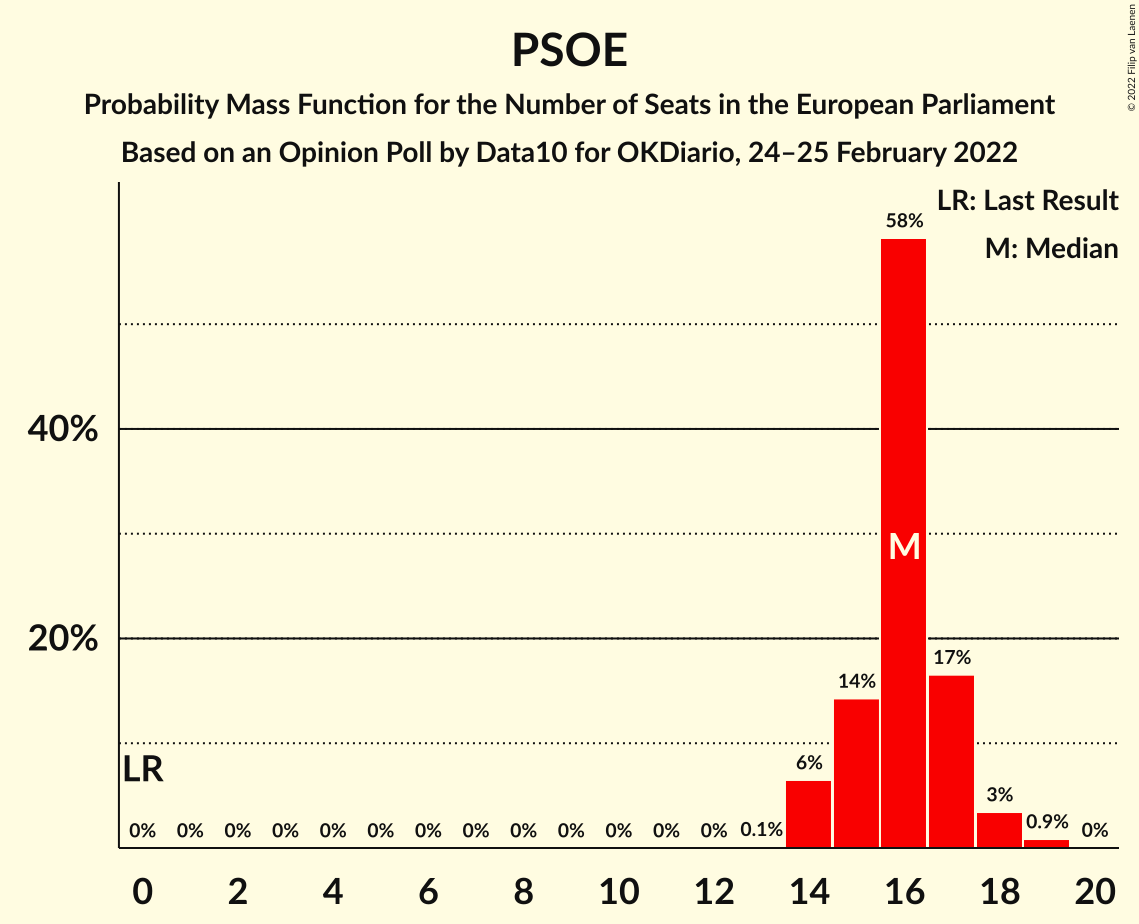 PSOE
Probability Mass Function for the Number of Seats in the European Parliament
Based on an Opinion Poll by Data10 for OKDiario, 24–25 February 2022
© 2022 Filip van Laenen
LR: Last Result
M: Median
58%
40%
M
20%
17%
14%
LR
6%
3%
0% 0% 0% 0% 0% 0% 0% 0% 0% 0% 0% 0% 0% 0.1% 0.9% 0%
0 2 4 6 8 10 12 14 16 18 20